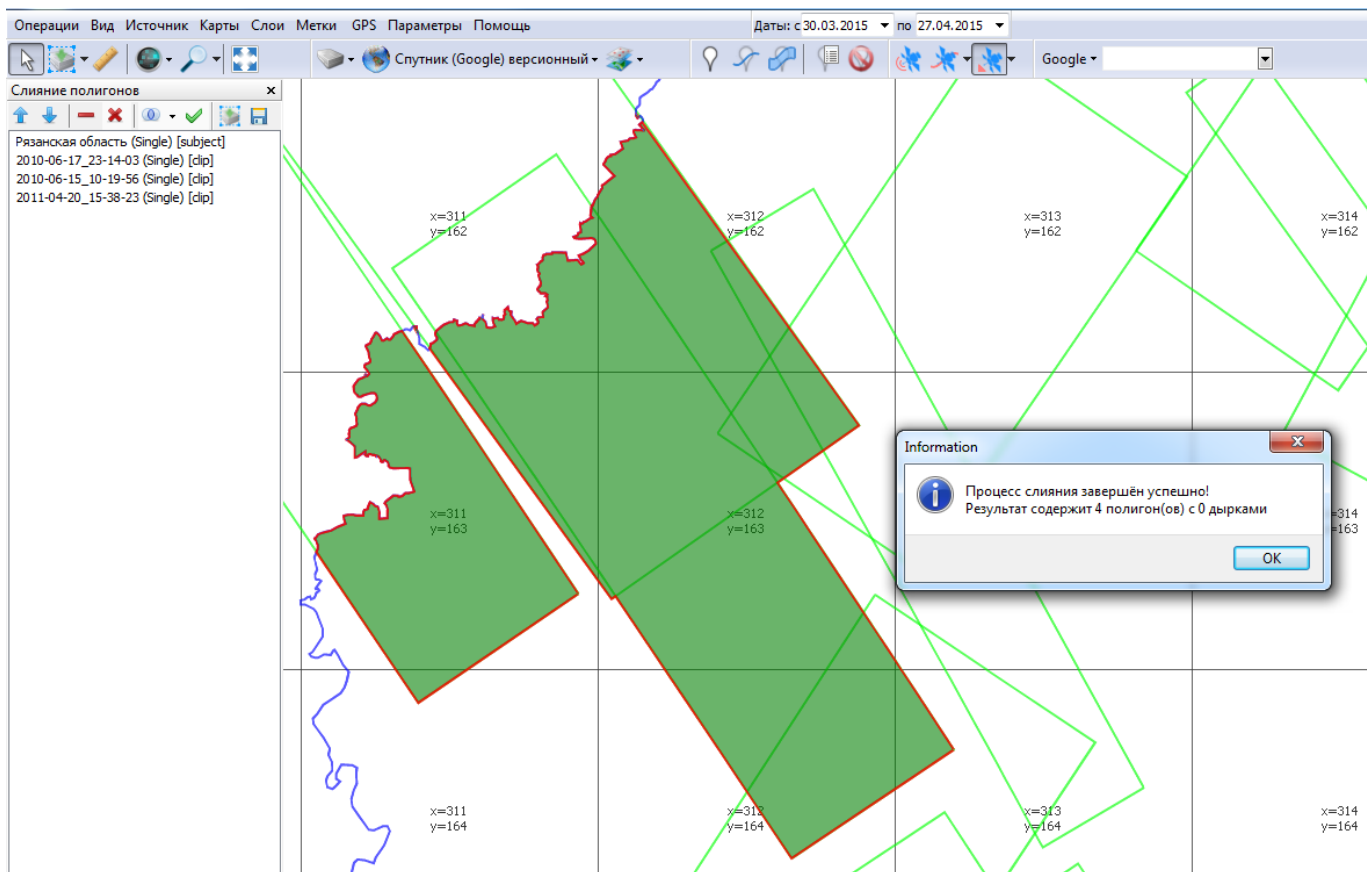 Операции Вид Источник Карты Слои Метки GPS Параметры Помощь
Даты: с 30.03.2015 по 27.04.2015
Спутник (Google) версионный
Google
Слияние полигонов
Рязанская область (Single) [subject]
2010-06-17_23-14-03 (Single) [clip]
2010-06-15_10-19-56 (Single) [clip]
2011-04-20_15-38-23 (Single) [clip]
x=311
y=162
x=312
y=162
x=313
y=162
x=314
y=162
Information
Процесс слияния завершён успешно!
Результат содержит 4 полигон(ов) с 0 дырками
OK
x=311
y=163
x=312
y=163
=314
=163
x=311
y=164
x=312
y=164
x=313
y=164
x=314
y=164